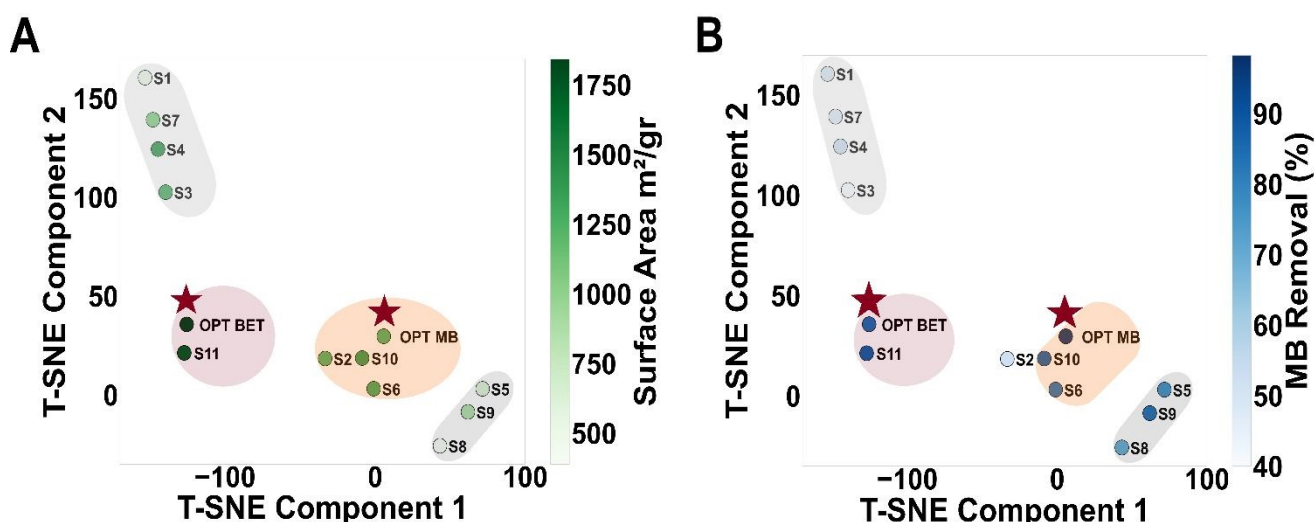 A
T-SNE Component 2
150
100
50
0
−100
0
100
T-SNE Component 1
S1
S7
S4
S3
OPT BET
S11
OPT MB
S2
S10
S6
S5
S9
S8
1750
1500
1250
1000
750
500
Surface Area m²/gr
B
T-SNE Component 2
150
100
50
0
−100
0
100
T-SNE Component 1
S1
S7
S4
S3
OPT BET
S11
OPT MB
S2
S10
S6
S5
S9
S8
90
80
70
60
50
40
MB Removal (%)